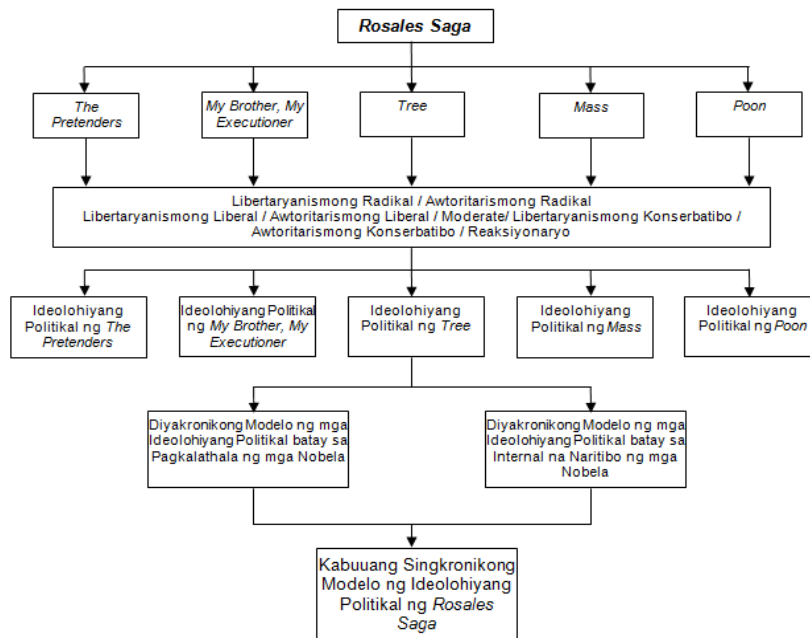 Rosales Saga
The
Pretenders
My Brother, My
Executioner
Tree
Mass
Poon
Libertaryanismong Radikal / Awtoritarismong Radikal
Libertaryanismong Liberal / Awtoritarismong Liberal / Moderate/ Libertaryanismong Konserbatibo /
Awtoritarismong Konserbatibo / Reaksiyonaryo
Ideolohiyang
Politikal ng The
Pretenders
Ideolohiyang Politikal
ng My Brother, My
Executioner
Ideolohiyang
Politikal ng Tree
Ideolohiyang
Politikal ng Mass
Ideolohiyang
Politikal ng Poon
Diyakronikong Modelo ng mga
Ideolohiyang Politikal batay sa
Pagkalathala ng mga Nobela
Diyakronikong Modelo ng mga
Ideolohiyang Politikal batay sa
Internal na Naritibo ng mga
Nobela
Kabuuang Singkronikong
Modelo ng Ideolohiyang
Politikal ng Rosales
Saga